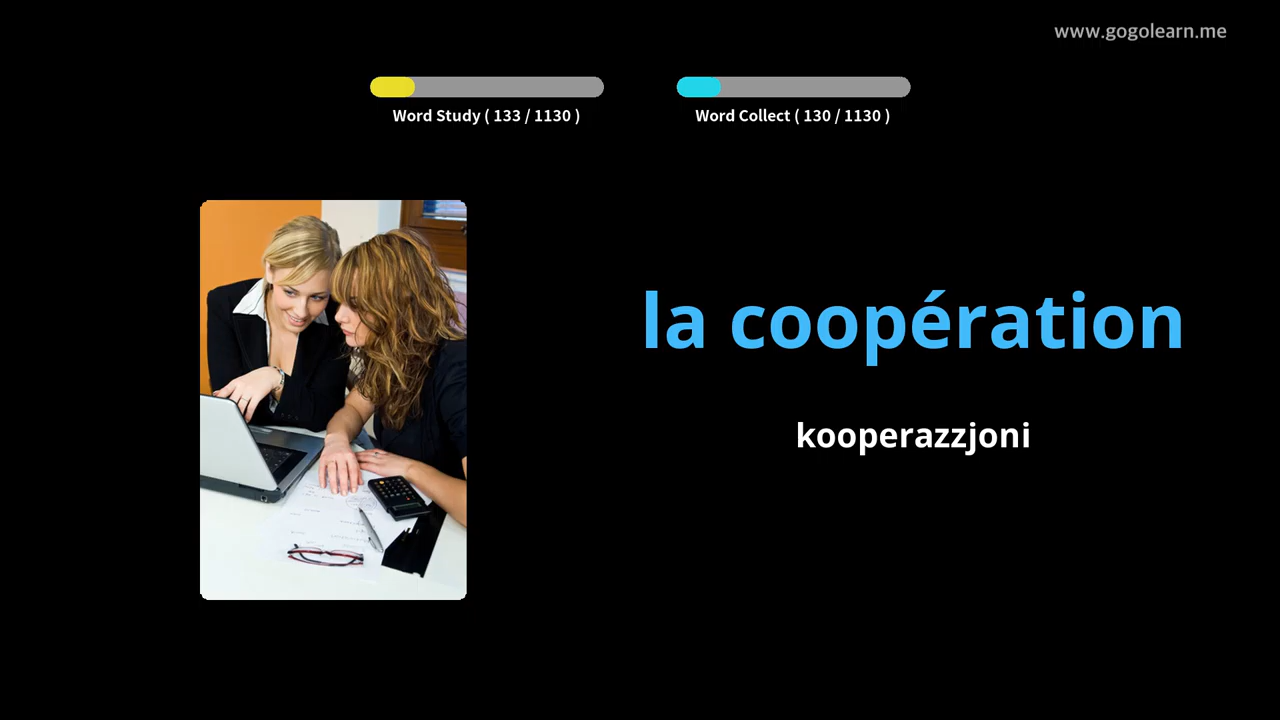 www.gogolearn.me
Word Study ( 133 / 1130 )
Word Collect ( 130 / 1130 )
la coopération
kooperazzjoni